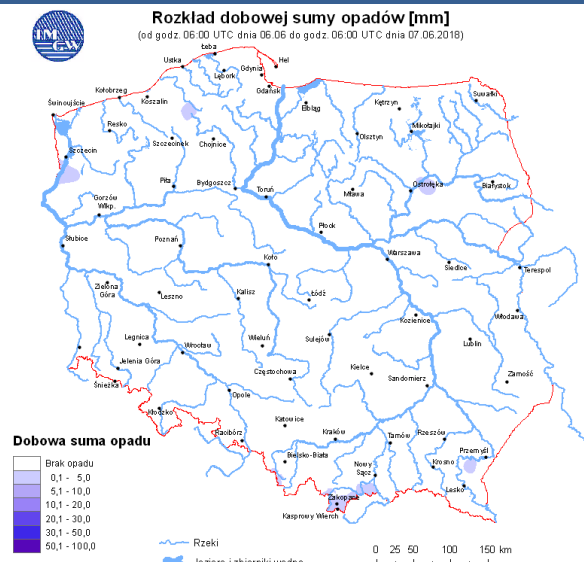 IM
GW
Rozkład dobowej sumy opadów [mm]
(od godz. 06:00 UTC dnia 06.06 do godz. 06:00 UTC dnia 07.06.2018)
Łeba
Ustka
Hel
Gdynia
Lębork
Gdańsk
Kołobrzeg
Koszalin
Suwałki
Świnoujście
Elbląg
Kętrzyn
Resko
Mikołajki
Szczecinek
Chojnice
Olsztyn
Szczecin
Piła
Bydgoszcz
Toruń
Mława
Ostrołęka
Białystok
Gorzów
Wlkp.
Płock
Słubice
Poznań
Koło
Warszawa
Siedlce
Terespol
Zielona
Góra
Leszno
Kalisz
Łódź
Kozienice
Włodawa
Legnica
Wrocław
Wieluń
Sulejów
Lublin
Jelenia Góra
Śnieżka
Częstochowa
Kielce
Sandomierz
Zamość
Opole
Kłodzko
Katowice
Kraków
Racibórz
Tarnów
Rzeszów
Przemyśl
Bielsko-Biała
Nowy
Sącz
Krosno
Lesko
Zakopane
Kasprowy Wierch
Dobowa suma opadu
Brak opadu
0,1 - 5,0
5,1 - 10,0
10,1 - 20,0
20,1 - 30,0
30,1 - 50,0
50,1 - 100,0
Rzeki
Jeziora i zbiorniki wodne
0 25 50 100 150 km